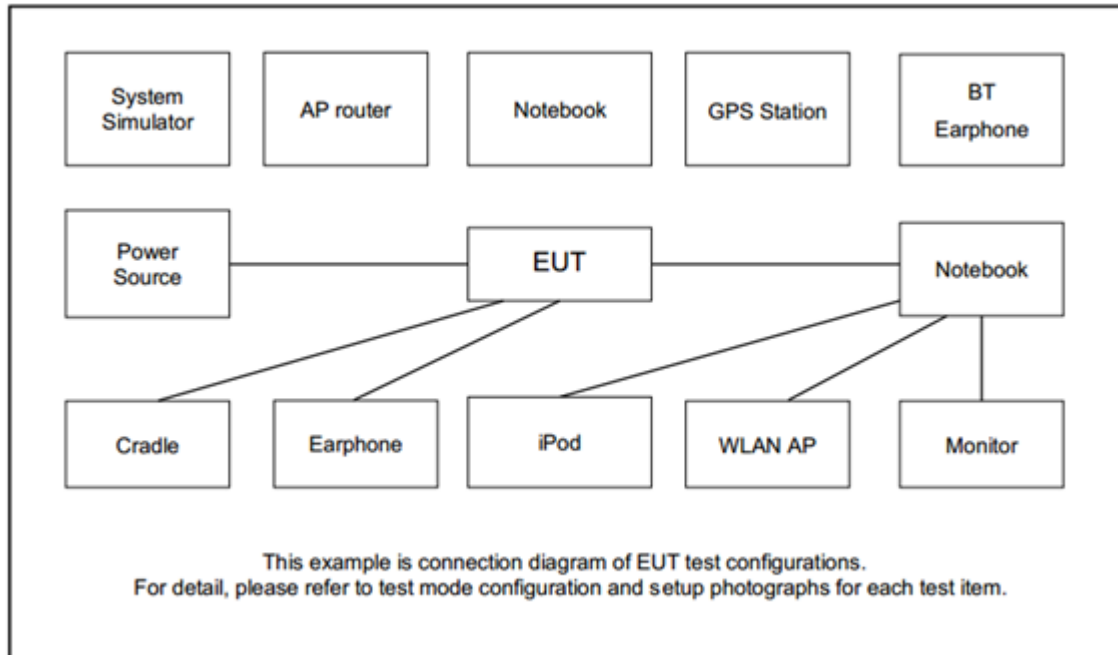 System
Simulator
AP router
Notebook
GPS Station
BT
Earphone
Power
Source
EUT
Notebook
Cradle
Earphone
iPod
WLAN AP
Monitor
This example is connection diagram of EUT test configurations.
For detail, please refer to test mode configuration and setup photographs for each test item.